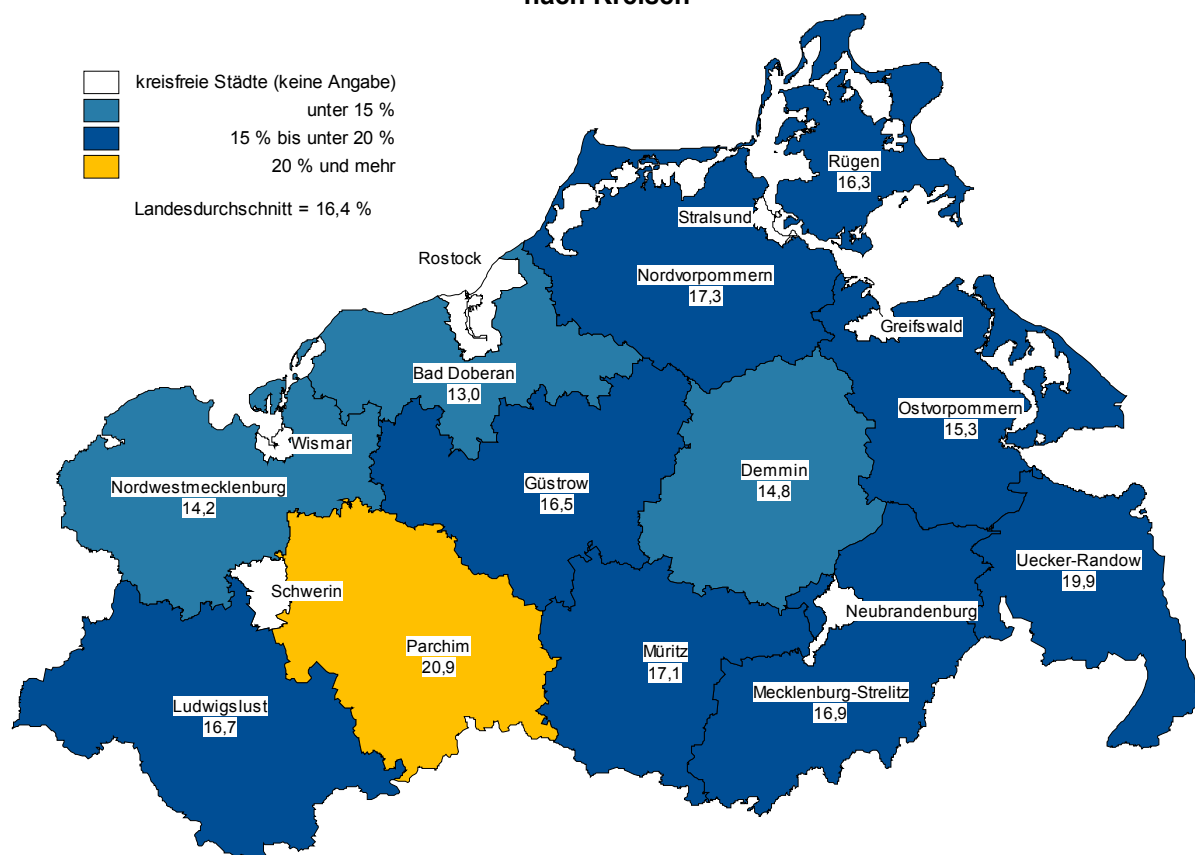 nach Kreisen
kreisfreie Städte (keine Angabe)
unter 15 %
15 % bis unter 20 %
20 % und mehr
Landesdurchschnitt = 16,4 %
Rügen
16,3
Stralsund
Rostock
Nordvorpommern
17,3
Greifswald
Bad Doberan
13,0
Ostvorpommern
15,3
Wismar
Nordwestmecklenburg
14,2
Güstrow
16,5
Demmin
14,8
Uecker-Randow
19,9
Schwerin
Neubrandenburg
Parchim
20,9
Müritz
17,1
Mecklenburg-Strelitz
16,9
Ludwigslust
16,7